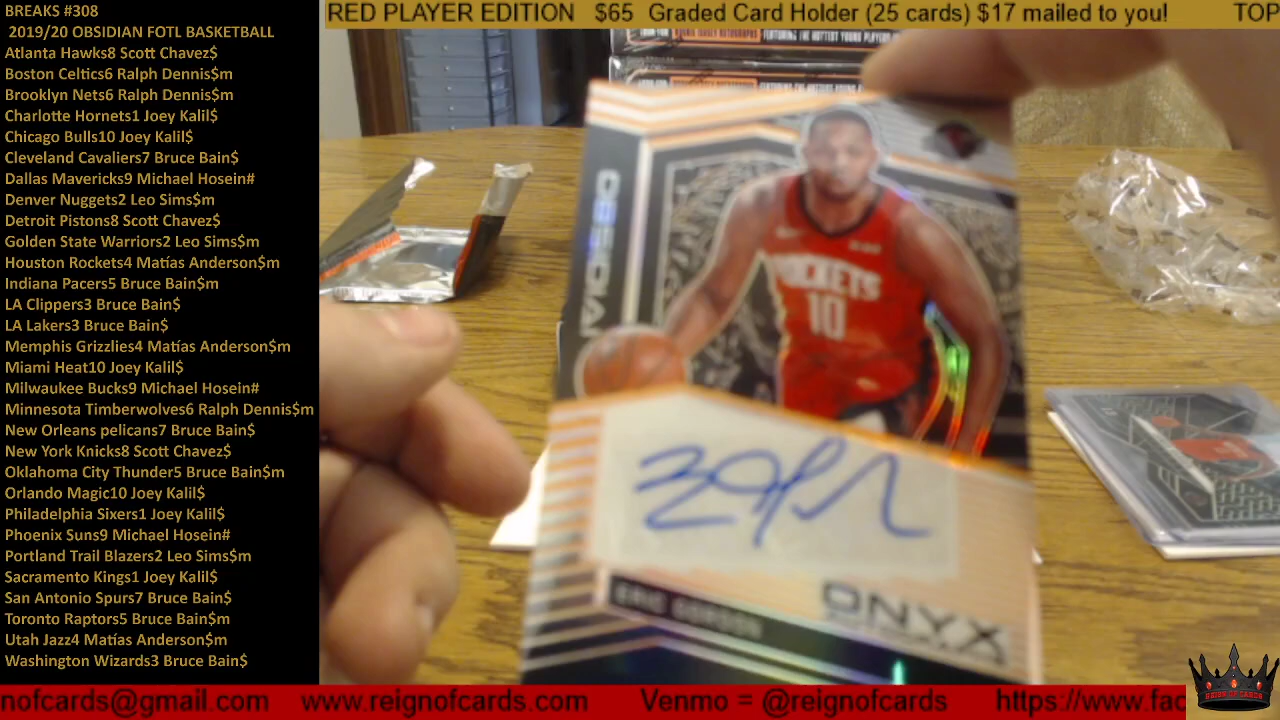 BREAKS #308
2019/20 OBSIDIAN FOTL BASKETBALL
Atlanta Hawks8 Scott Chavez$
Boston Celtics6 Ralph Dennis$m
Brooklyn Nets6 Ralph Dennis$m
Charlotte Hornets1 Joey Kalil$
Chicago Bulls10 Joey Kalil$
Cleveland Cavaliers7 Bruce Bain$
Dallas Mavericks9 Michael Hosein#
Denver Nuggets2 Leo Sims$m
Detroit Pistons8 Scott Chavez$
Golden State Warriors2 Leo Sims$m
Houston Rockets4 Matías Anderson$m
Indiana Pacers5 Bruce Bain$m
LA Clippers3 Bruce Bain$
LA Lakers3 Bruce Bain$
Memphis Grizzlies4 Matías Anderson$m
Miami Heat10 Joey Kalil$
Milwaukee Bucks9 Michael Hosein#
Minnesota Timberwolves6 Ralph Dennis$m
New Orleans pelicans7 Bruce Bain$
New York Knicks8 Scott Chavez$
Oklahoma City Thunder5 Bruce Bain$m
Orlando Magic10 Joey Kalil$
Philadelphia Sixers1 Joey Kalil$
Phoenix Suns9 Michael Hosein#
Portland Trail Blazers2 Leo Sims$m
Sacramento Kings1 Joey Kalil$
San Antonio Spurs7 Bruce Bain$
Toronto Raptors5 Bruce Bain$m
Utah Jazz4 Matías Anderson$m
Washington Wizards3 Bruce Bain$
RED PLAYER EDITION $65 Graded Card Holder (25 cards) $17 mailed to you! TOP
OBSIDIAN
ROCKETS
10
ERIC GORDON
ONYX
nofcards@gmail.com www.reignofcards.com Venmo = @reignofcards https://www.fac
REIGN OF CARDS